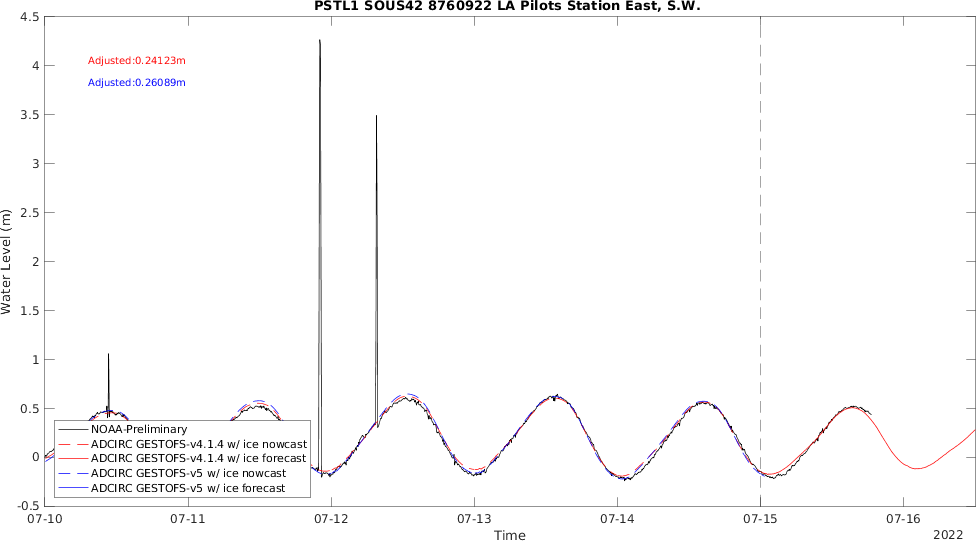 PSTL1 SOUS42 8760922 LA Pilots Station East, S.W.
4.5
4
3.5
3
2.5
2
1.5
1
0.5
0
-0.5
Water Level (m)
Adjusted:0.24123m
Adjusted:0.26089m
NOAA-Preliminary
ADCIRC GESTOFS-v4.1.4 w/ ice nowcast
ADCIRC GESTOFS-v4.1.4 w/ ice forecast
ADCIRC GESTOFS-v5 w/ ice nowcast
ADCIRC GESTOFS-v5 w/ ice forecast
07-10 07-11 07-12 07-13 07-14 07-15 07-16
Time
2022